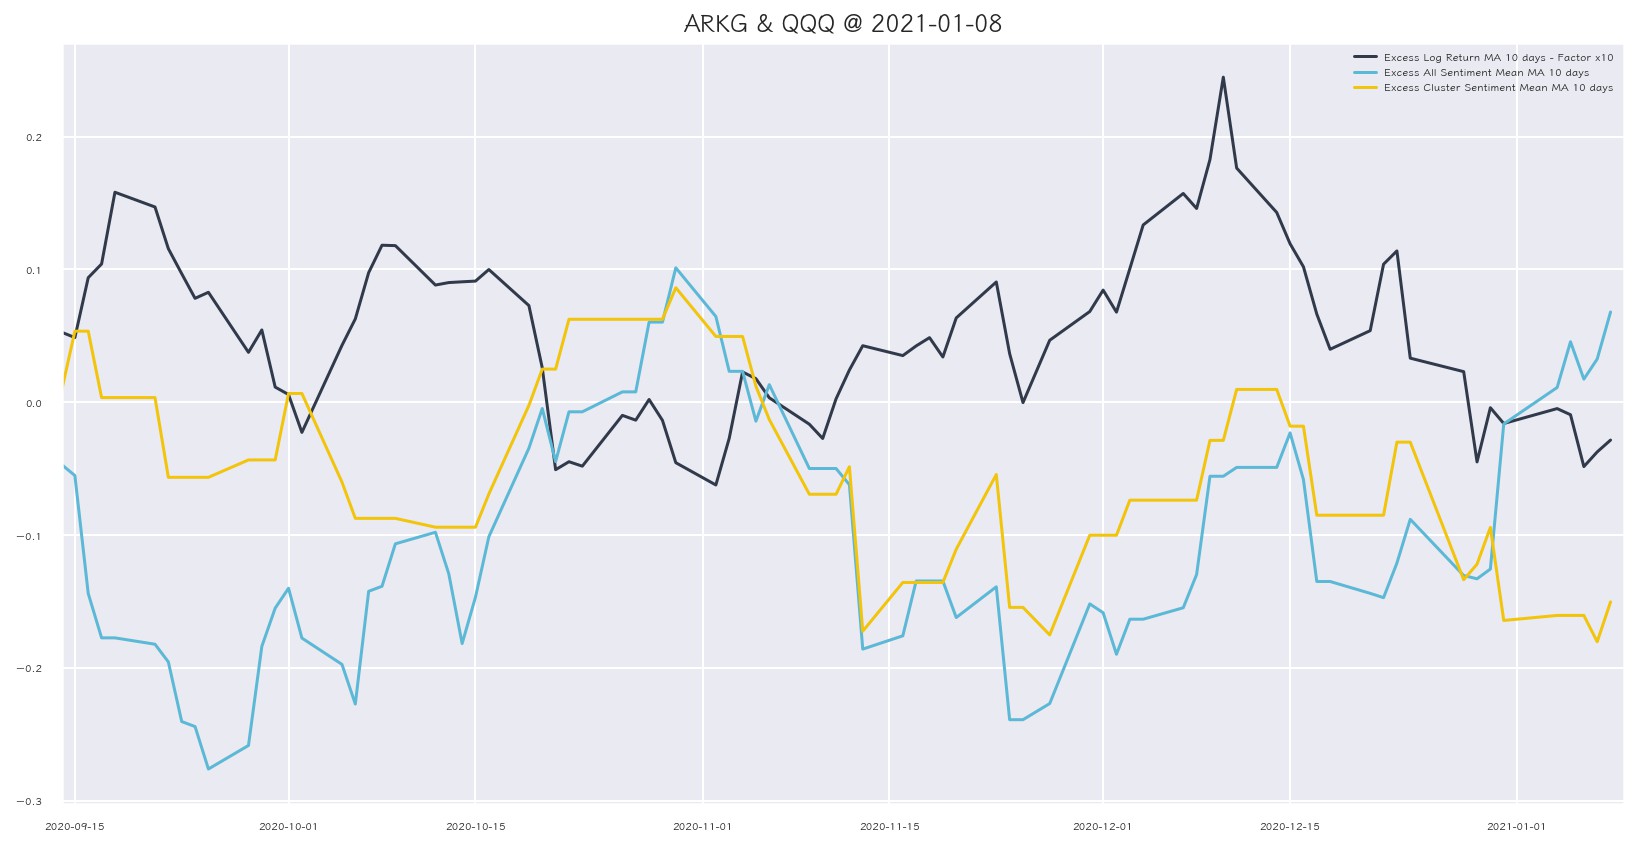 ARKG & QQQ @ 2021-01-08
Excess Log Return MA 10 days - Factor x10
Excess All Sentiment Mean MA 10 days
Excess Cluster Sentiment Mean MA 10 days
0.2
0.1
0.0
−0.1
−0.2
−0.3
2020-09-15 2020-10-01 2020-10-15 2020-11-01 2020-11-15 2020-12-01 2020-12-15 2021-01-01